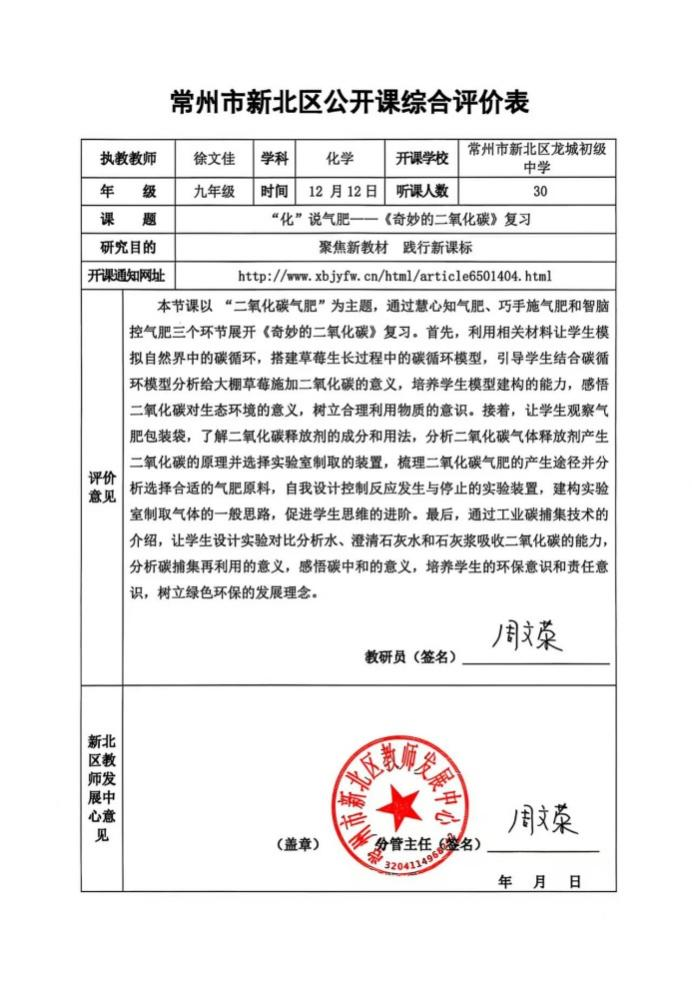 常州市新北区公开课综合评价表
执教教师 徐文佳 学科 化学 开课学校 常州市新北区龙城初级
中学
年 级 九年级 时间 12 月 12 日 听课人数 30
课 题 “化”说气肥——《奇妙的二氧化碳》复习
研究目的 聚焦新教材 践行新课标
开课通知网址 http://www.xbjyfw.cn/html/article6501404.html
评价
意见
本节课以 “二氧化碳气肥”为主题，通过慧心知气肥、巧手施气肥和智脑
控气肥三个环节展开《奇妙的二氧化碳》复习。首先，利用相关材料让学生模
拟自然界中的碳循环，搭建草莓生长过程中的碳循环模型，引导学生结合碳循
环模型分析给大棚草莓施加二氧化碳的意义，培养学生模型建构的能力，感悟
二氧化碳对生态环境的意义，树立合理利用物质的意识。接着，让学生观察气
肥包装袋，了解二氧化碳释放剂的成分和用法，分析二氧化碳气体释放剂产生
二氧化碳的原理并选择实验室制取的装置，梳理二氧化碳气肥的产生途径并分
析选择合适的气肥原料，自我设计控制反应发生与停止的实验装置，建构实验
室制取气体的一般思路，促进学生思维的进阶。最后，通过工业碳捕集技术的
介绍，让学生设计实验对比分析水、澄清石灰水和石灰浆吸收二氧化碳的能力，
分析碳捕集再利用的意义，感悟碳中和的意义，培养学生的环保意识和责任意
识，树立绿色环保的发展理念。
教研员（签名） 周文荣
新北
区教
师发
展中
心意
见
常州市新北区教师发展中心
（盖章） 分管主任（签名） 周文荣
年 月 日